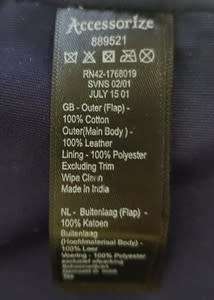 Accessorize
889521
RN42-1768019
SVNS 02/01
JULY 15 01
GB - Outer (Flap) -
100% Cotton
Outer(Main Body ) -
100% Leather
Lining - 100% Polyester
Excluding Trim
Wipe Clean
Made in India
NL - Buitenlaag (Flap) -
100% Katoen
Buitenlaag
(Hoofdmateriaal Body) -
100% Leer
Voering - 100% Polyester